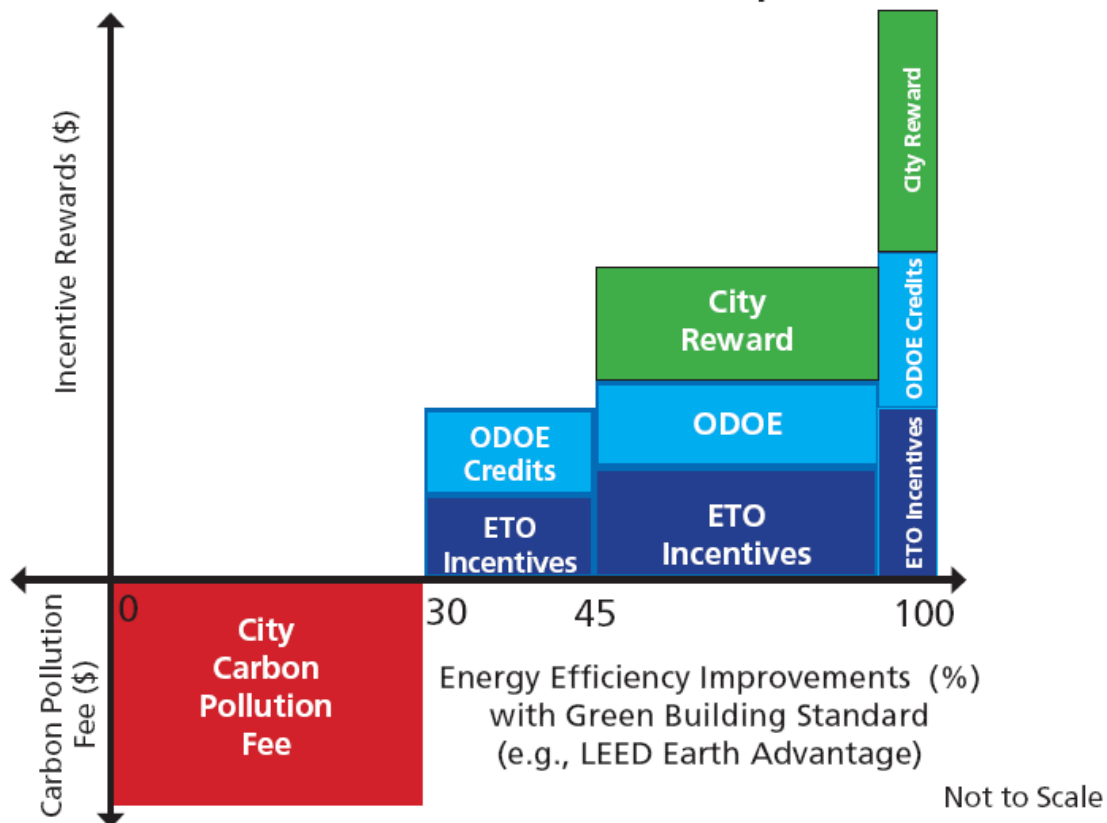 Incentive Rewards ($)
Carbon Pollution
Fee ($)
City
Carbon
Pollution
Fee
ODOE
Credits
ETO
Incentives
City
Reward
ODOE
ETO
Incentives
City Reward
ODOE Credits
ETO Incentives
0
30
45
100
Energy Efficiency Improvements (%)
with Green Building Standard
(e.g., LEED Earth Advantage)
Not to Scale